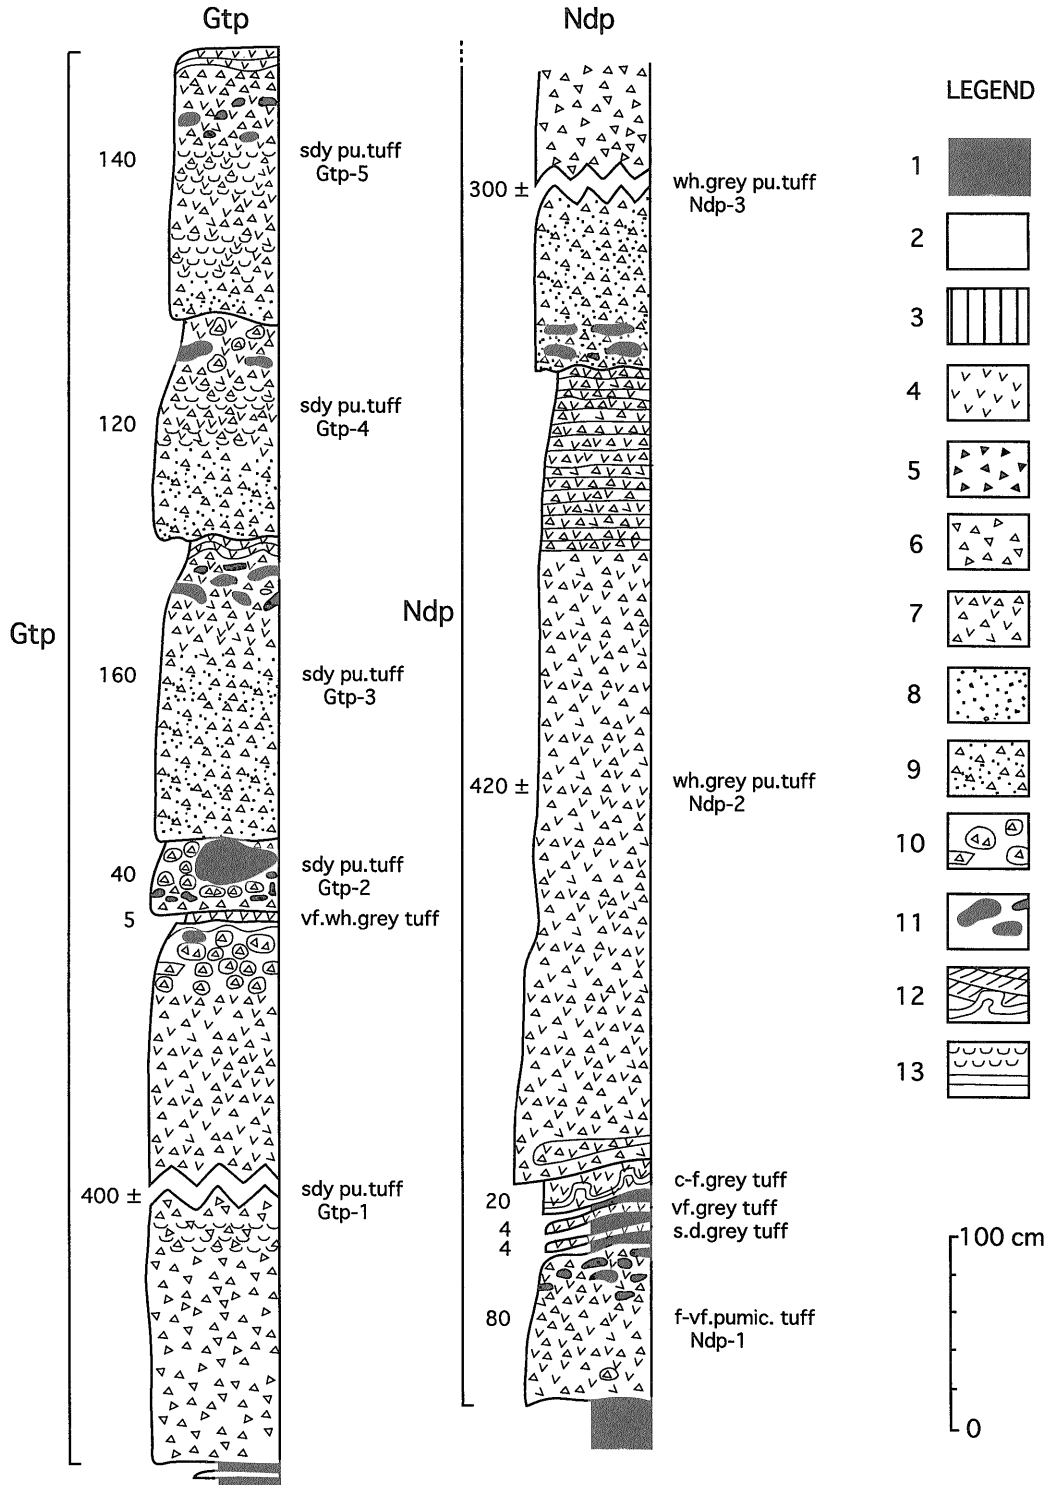 Gtp
140
sdy pu.tuff
Gtp-5
120
sdy pu.tuff
Gtp-4
Gtp
160
sdy pu.tuff
Gtp-3
40
sdy pu.tuff
Gtp-2
5
vf.wh.grey tuff
400 ±
sdy pu.tuff
Gtp-1
Ndp
300 ±
wh.grey pu.tuff
Ndp-3
Ndp
420 ±
wh.grey pu.tuff
Ndp-2
20
c-f.grey tuff
4
vf.grey tuff
4
s.d.grey tuff
80
f-vf.pumic. tuff
Ndp-1
LEGEND
1
2
3
4
5
6
7
8
9
10
11
12
13
100 cm
0